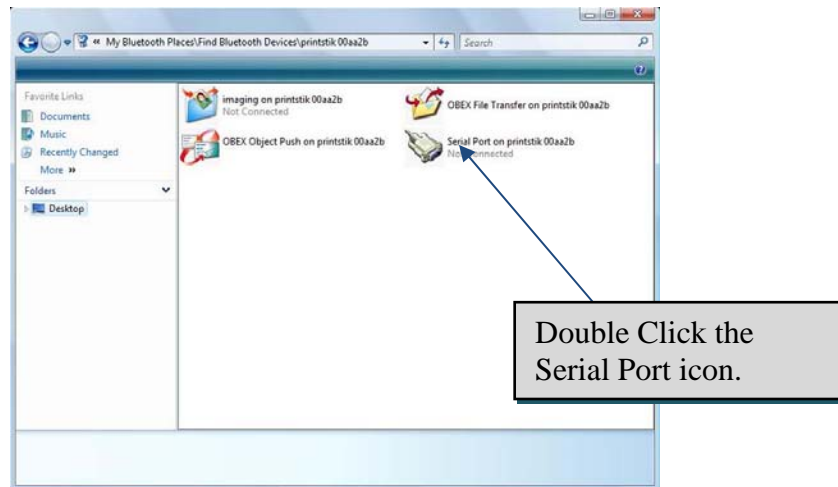 « My Bluetooth Places\Find Bluetooth Devices\printstik 00aa2b
Search
Favorite Links
Documents
Music
Recently Changed
More »
Folders
Desktop
imaging on printstik 00aa2b
Not Connected
OBEX File Transfer on printstik 00aa2b
OBEX Object Push on printstik 00aa2b
Serial Port on printstik 00aa2b
Not Connected
Double Click the
Serial Port icon.